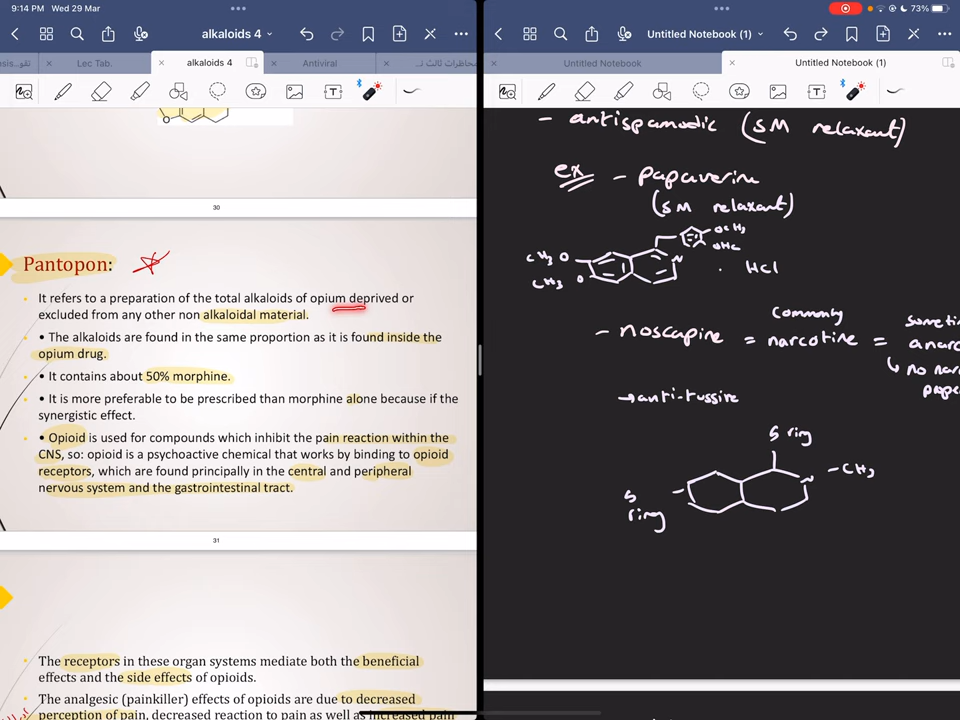 9:14 PM Wed 29 Mar
73%
alkaloids 4
Untitled Notebook (1)
Lec Tab.
alkaloids 4
Antiviral
Untitled Notebook
Untitled Notebook (1)
O
30
Pantopon:
• It refers to a preparation of the total alkaloids of opium deprived or
excluded from any other non alkaloidal material.
• • The alkaloids are found in the same proportion as it is found inside the
opium drug.
• • It contains about 50% morphine.
• • It is more preferable to be prescribed than morphine alone because if the
synergistic effect.
• • Opioid is used for compounds which inhibit the pain reaction within the
CNS, so: opioid is a psychoactive chemical that works by binding to opioid
receptors, which are found principally in the central and peripheral
nervous system and the gastrointestinal tract.
31
• The receptors in these organ systems mediate both the beneficial
effects and the side effects of opioids.
• The analgesic (painkiller) effects of opioids are due to decreased
perception of pain, decreased reaction to pain as well as increased pain
- antispamodic (SM relaxant)
ex - papaverine
(SM relaxant)
OCH3
CH3 O
CH3 O
N
. HCl
- noscapine = narcotine =
commonly
→ anti-tussive
5 ring
N -CH3
5
ring